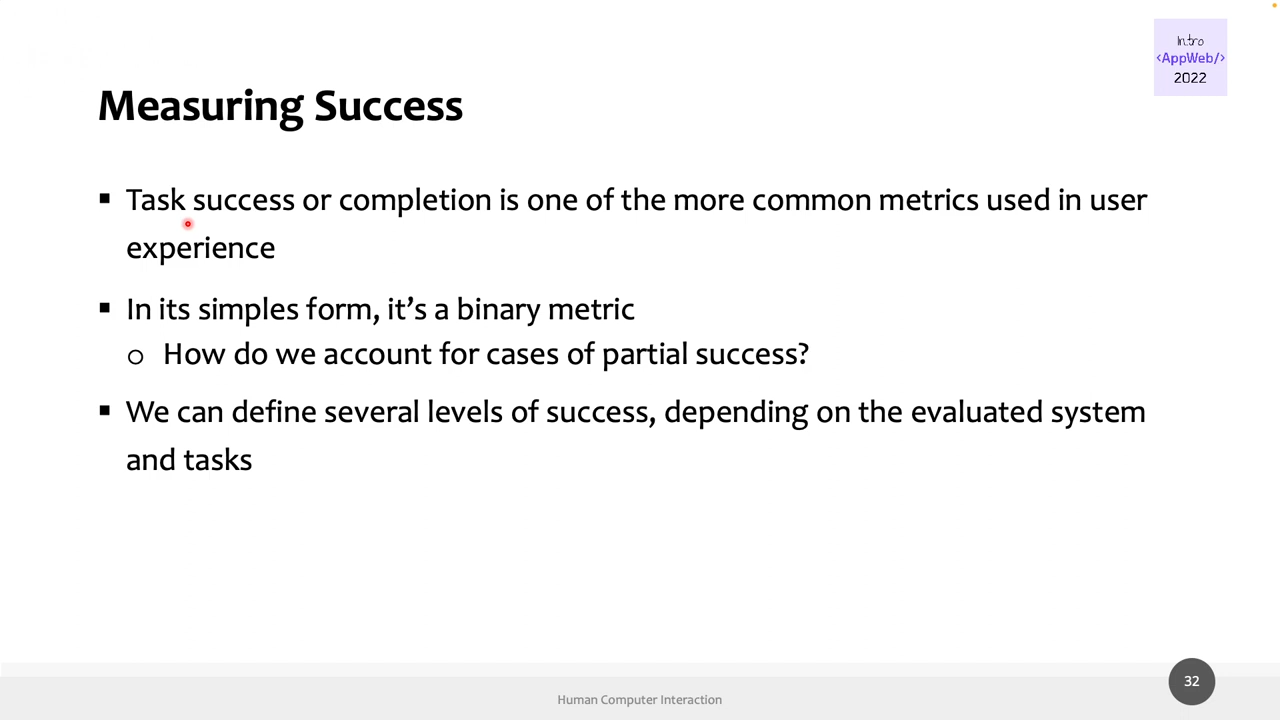 Intro
<AppWeb/>
2022
Measuring Success
▪ Task success or completion is one of the more common metrics used in user
experience
▪ In its simples form, it’s a binary metric
o How do we account for cases of partial success?
▪ We can define several levels of success, depending on the evaluated system
and tasks
Human Computer Interaction
32